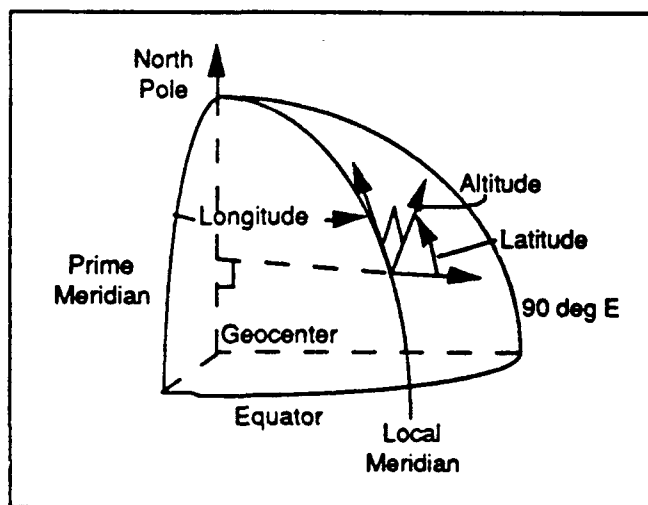 North
Pole
Altitude
Longitude
Latitude
Prime
Meridian
90 deg E
Geocenter
Equator
Local
Meridian